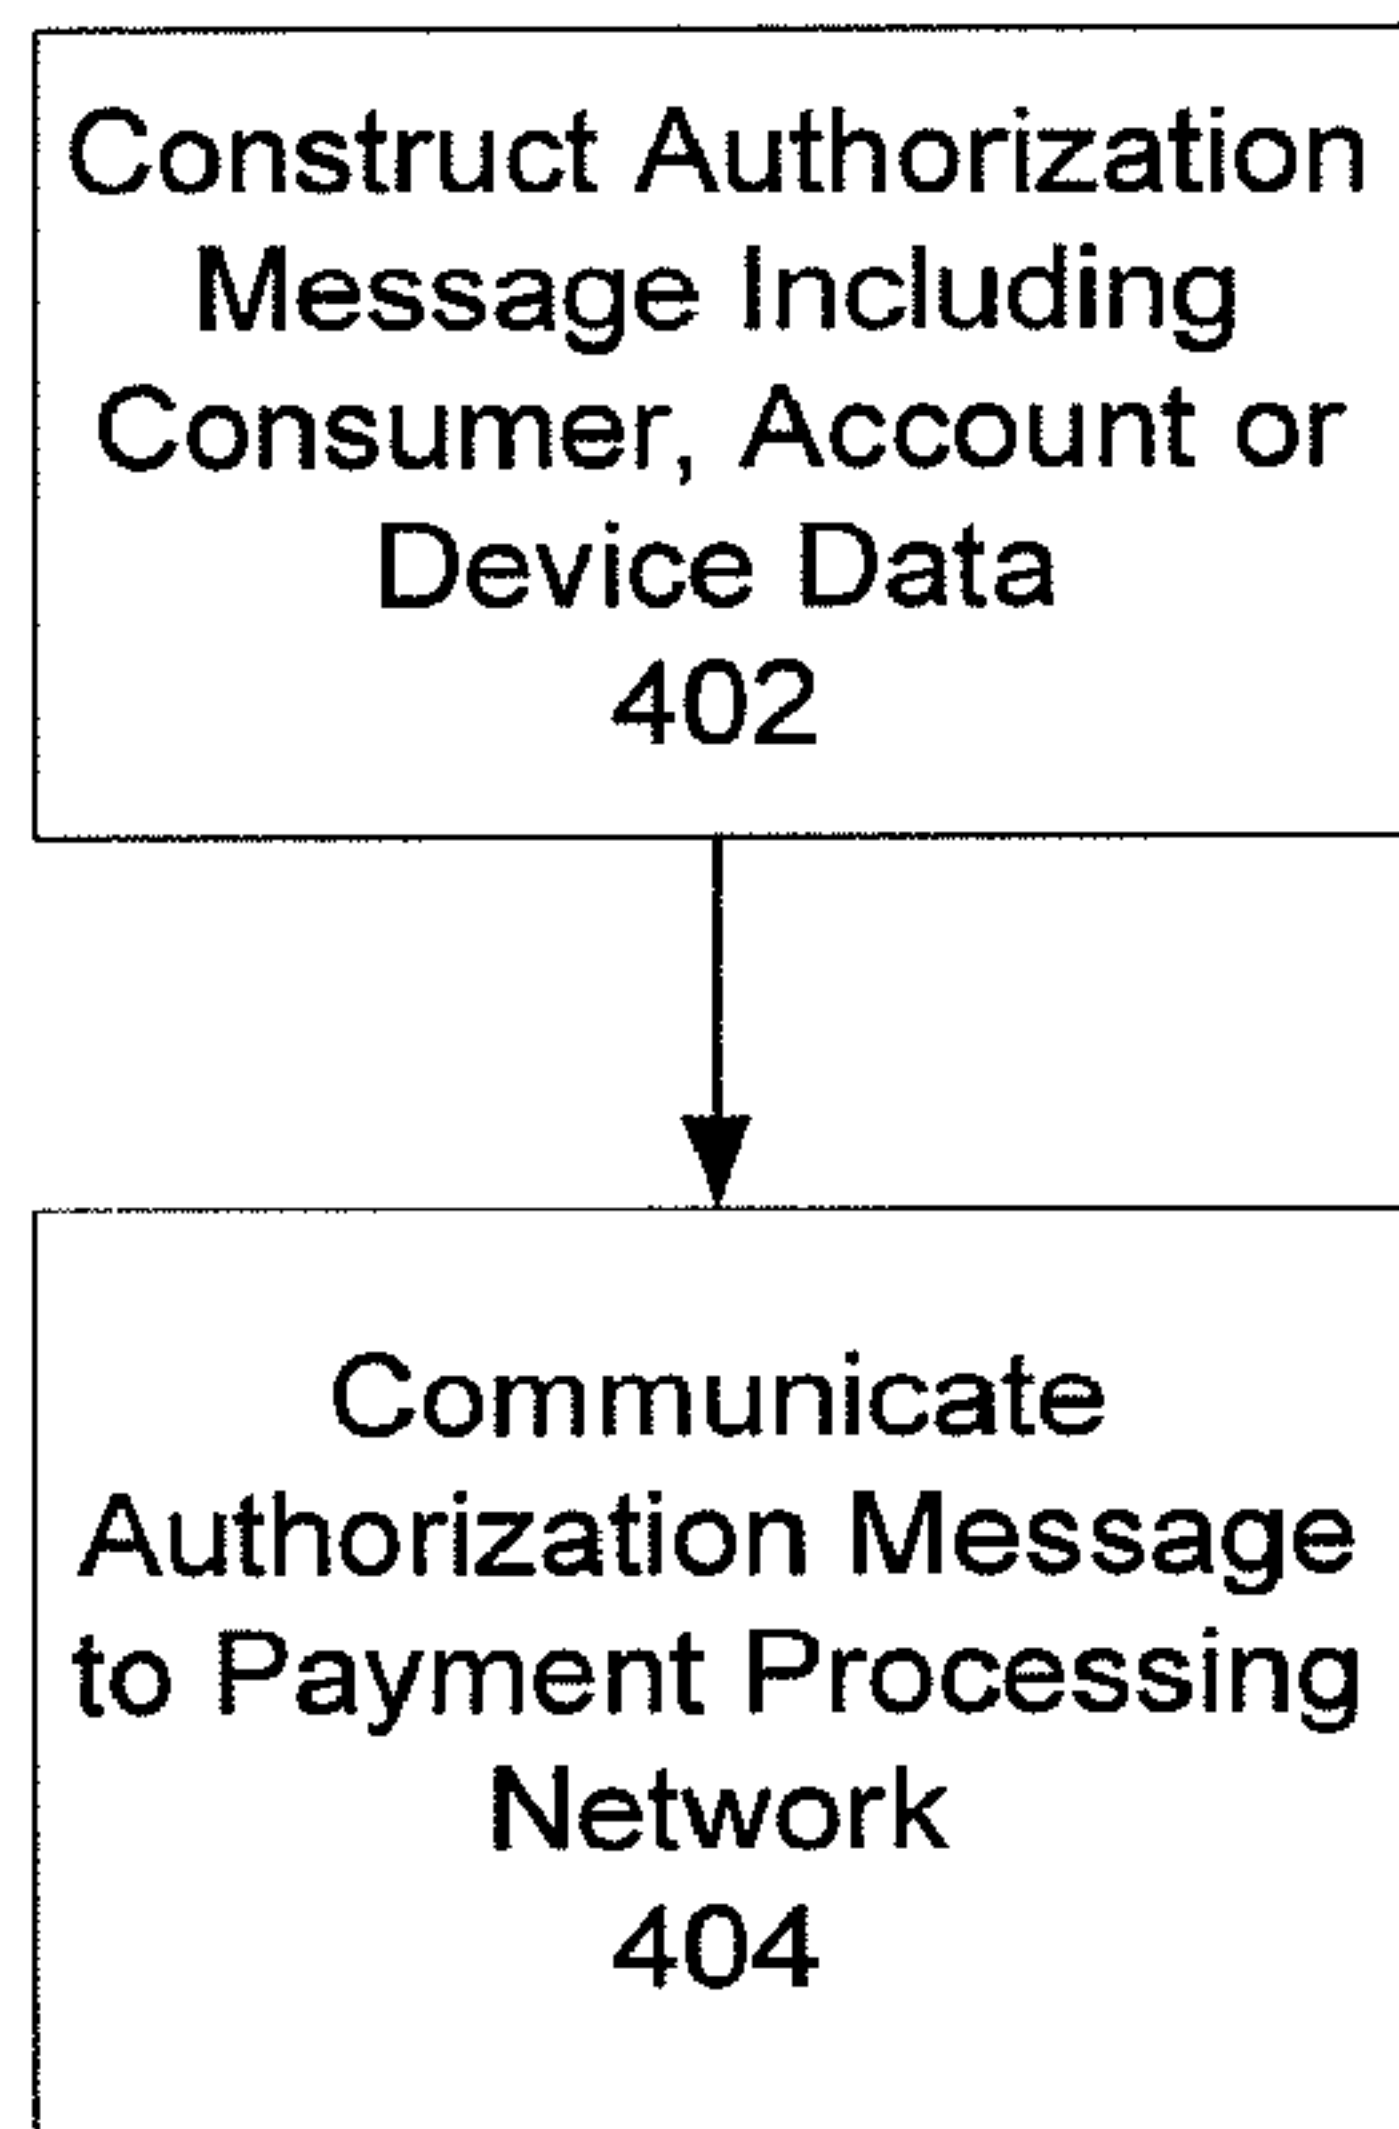 Construct Authorization
Message Including
Consumer, Account or
Device Data
402
Communicate
Authorization Message
to Payment Processing
Network
404